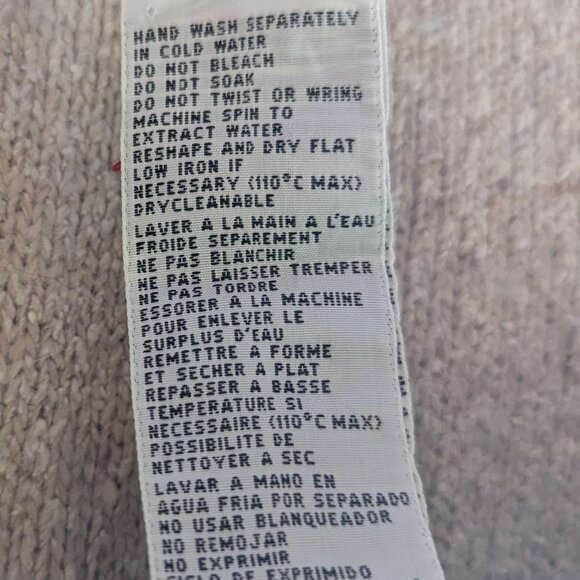 HAND WASH SEPARATELY
IN COLD WATER
DO NOT BLEACH
DO NOT SOAK
DO NOT TWIST OR WRING
MACHINE SPIN TO
EXTRACT WATER
RESHAPE AND DRY FLAT
LOW IRON IF
NECESSARY (110°C MAX)
DRYCLEANABLE
LAVER A LA MAIN A L'EAU
FROIDE SEPAREMENT
NE PAS BLANCHIR
NE PAS LAISSER TREMPER
NE PAS TORDRE
ESSORER A LA MACHINE
POUR ENLEVER LE
SURPLUS D'EAU
REMETTRE A FORME
ET SECHER A PLAT
REPASSER A BASSE
TEMPERATURE SI
NECESSAIRE (110°C MAX)
POSSIBILITE DE
NETTOYER A SEC
LAVAR A MANO EN
AGUA FRIA POR SEPARADO
NO USAR BLANQUEADOR
NO REMOJAR
NO EXPRIMIR
CICLO DE EXPRIMIDO